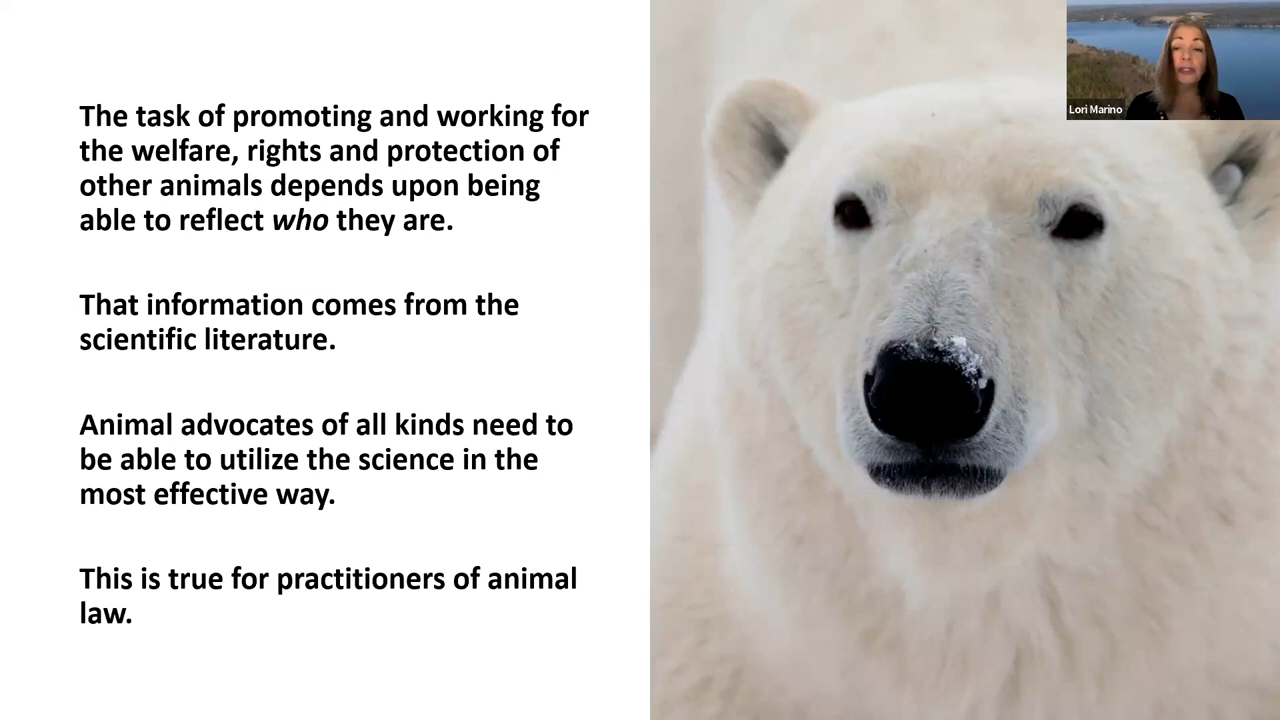 The task of promoting and working for
the welfare, rights and protection of
other animals depends upon being
able to reflect who they are.
That information comes from the
scientific literature.
Animal advocates of all kinds need to
be able to utilize the science in the
most effective way.
This is true for practitioners of animal
law.
Lori Marino